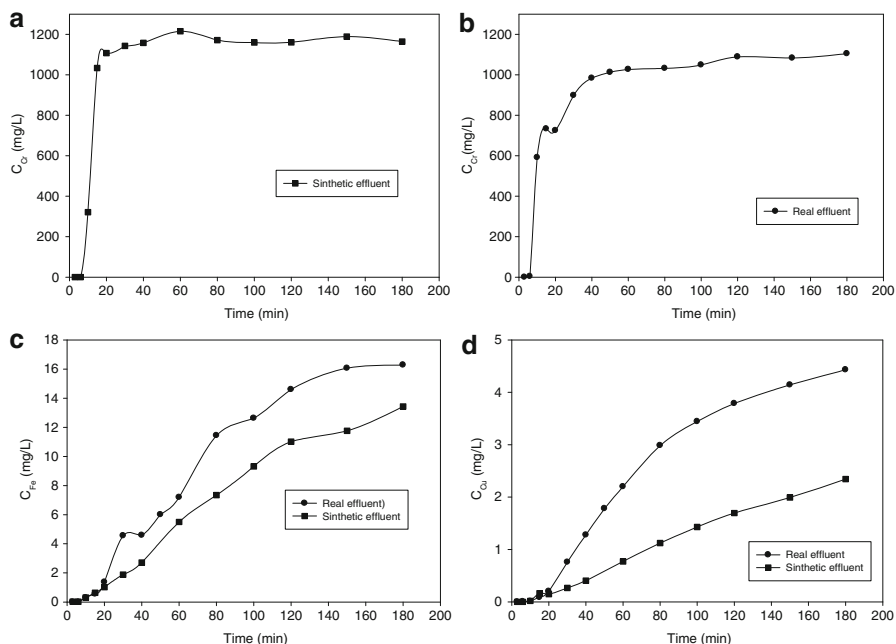 a
1200
1000
800
600
400
200
0
C_Cr (mg/L)
Sinthetic effluent
0 20 40 60 80 100 120 140 160 180 200
Time (min)
b
1200
1000
800
600
400
200
0
C_Cr(mg/L)
Real effluent
0 20 40 60 80 100 120 140 160 180 200
Time (min)
c
18
16
14
12
10
8
6
4
2
0
C_Fe (mg/L)
Real effluent)
Sinthetic effluent
0 20 40 60 80 100 120 140 160 180 200
Time (min)
d
5
4
3
2
1
0
C_Cu (mg/L)
Real effluent
Sinthetic effluent
0 20 40 60 80 100 120 140 160 180 200
Time (min)